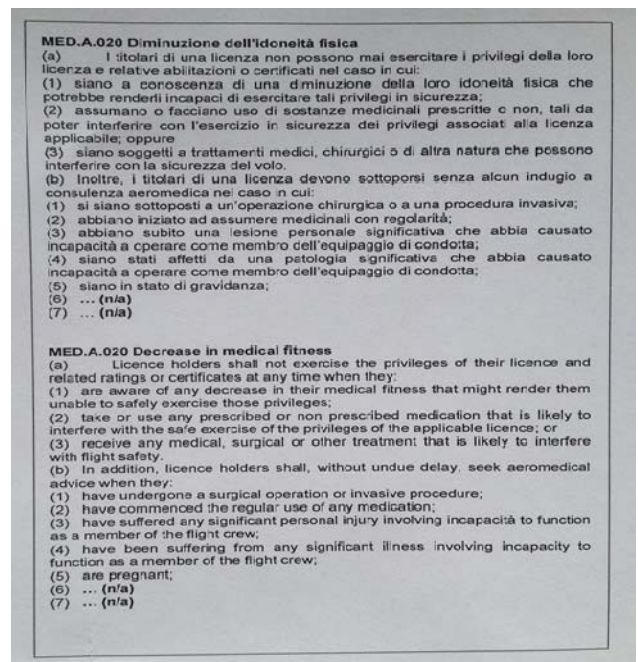 MED.A.020 Diminuzione dell'idoneità fisica
(a) I titolari di una licenza non possono mai esercitare i privilegi della loro
licenza e relative abilitazioni o certificati nel caso in cui:
(1) siano a conoscenza di una diminuzione della loro idoneità fisica che
potrebbe renderli incapaci di esercitare tali privilegi in sicurezza;
(2) assumano o facciano uso di sostanze medicinali prescritte o non, tali da
poter interferire con l'esercizio in sicurezza dei privilegi associati alla licenza
applicabile; oppure
(3) siano soggetti a trattamenti medici, chirurgici o di altra natura che possono
interferire con la sicurezza del volo.
(b) Inoltre, i titolari di una licenza devono sottoporsi senza alcun indugio a
consulenza aeromedica nel caso in cui:
(1) si siano sottoposti a un'operazione chirurgica o a una procedura invasiva;
(2) abbiano iniziato ad assumere medicinali con regolarità;
(3) abbiano subito una lesione personale significativa che abbia causato
incapacità a operare come membro dell'equipaggio di condotta;
(4) siano stati affetti da una patologia significativa che abbia causato
incapacità a operare come membro dell'equipaggio di condotta;
(5) siano in stato di gravidanza;
(6) ... (n/a)
(7) ... (n/a)
MED.A.020 Decrease in medical fitness
(a) Licence holders shall not exercise the privileges of their licence and
related ratings or certificates at any time when they:
(1) are aware of any decrease in their medical fitness that might render them
unable to safely exercise those privileges;
(2) take or use any prescribed or non prescribed medication that is likely to
interfere with the safe exercise of the privileges of the applicable licence; or
(3) receive any medical, surgical or other treatment that is likely to interfere
with flight safety.
(b) In addition, licence holders shall, without undue delay, seek aeromedical
advice when they:
(1) have undergone a surgical operation or invasive procedure;
(2) have commenced the regular use of any medication;
(3) have suffered any significant personal injury involving incapacità to function
as a member of the flight crew;
(4) have been suffering from any significant illness involving incapacity to
function as a member of the flight crew;
(5) are pregnant;
(6) ... (n/a)
(7) ... (n/a)